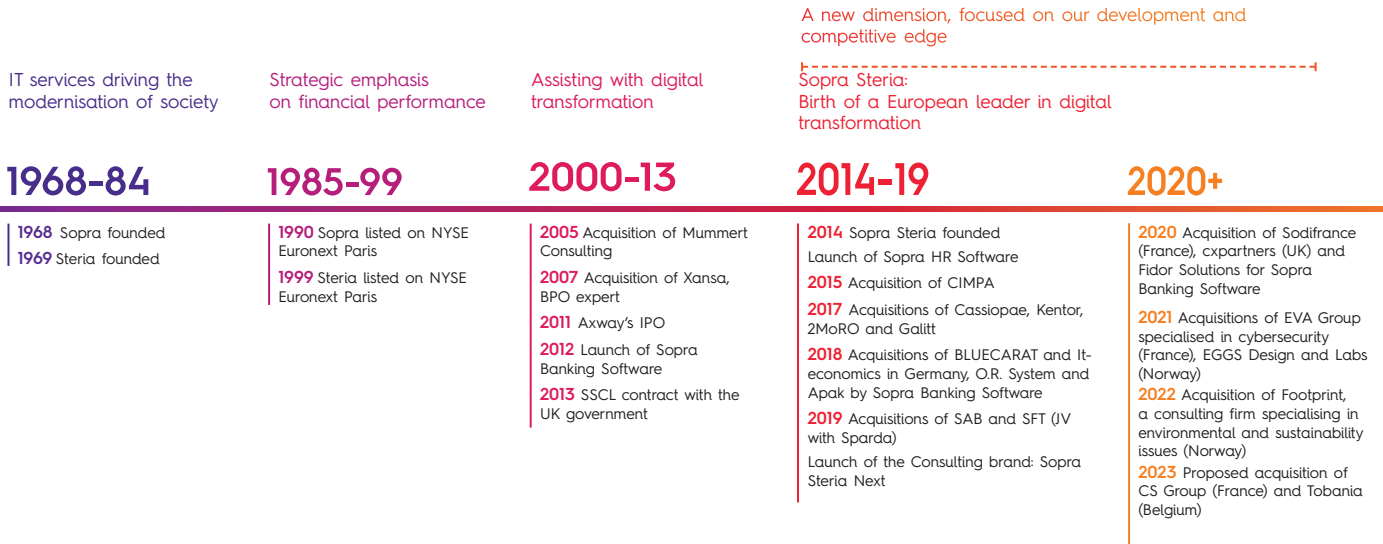 A new dimension, focused on our development and
competitive edge
IT services driving the
modernisation of society
Strategic emphasis
on financial performance
Assisting with digital
transformation
Sopra Steria:
Birth of a European leader in digital
transformation
1968-84
1985-99
2000-13
2014-19
2020+
1968 Sopra founded
1969 Steria founded
1990 Sopra listed on NYSE
Euronext Paris
1999 Steria listed on NYSE
Euronext Paris
2005 Acquisition of Mummert
Consulting
2007 Acquisition of Xansa,
BPO expert
2011 Axway's IPO
2012 Launch of Sopra
Banking Software
2013 SSCL contract with the
UK government
2014 Sopra Steria founded
Launch of Sopra HR Software
2015 Acquisition of CIMPA
2017 Acquisitions of Cassiopae, Kentor,
2MoRO and Galitt
2018 Acquisitions of BLUECARAT and It-
economics in Germany, O.R. System and
Apak by Sopra Banking Software
2019 Acquisitions of SAB and SFT (JV
with Sparda)
Launch of the Consulting brand: Sopra
Steria Next
2020 Acquisition of Sodifrance
(France), cxpartners (UK) and
Fidor Solutions for Sopra
Banking Software
2021 Acquisitions of EVA Group
specialised in cybersecurity
(France), EGGS Design and Labs
(Norway)
2022 Acquisition of Footprint,
a consulting firm specialising in
environmental and sustainability
issues (Norway)
2023 Proposed acquisition of
CS Group (France) and Tobania
(Belgium)